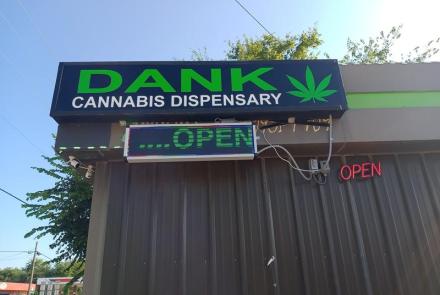 DANK
CANNABIS DISPENSARY
....OPEN
OPEN